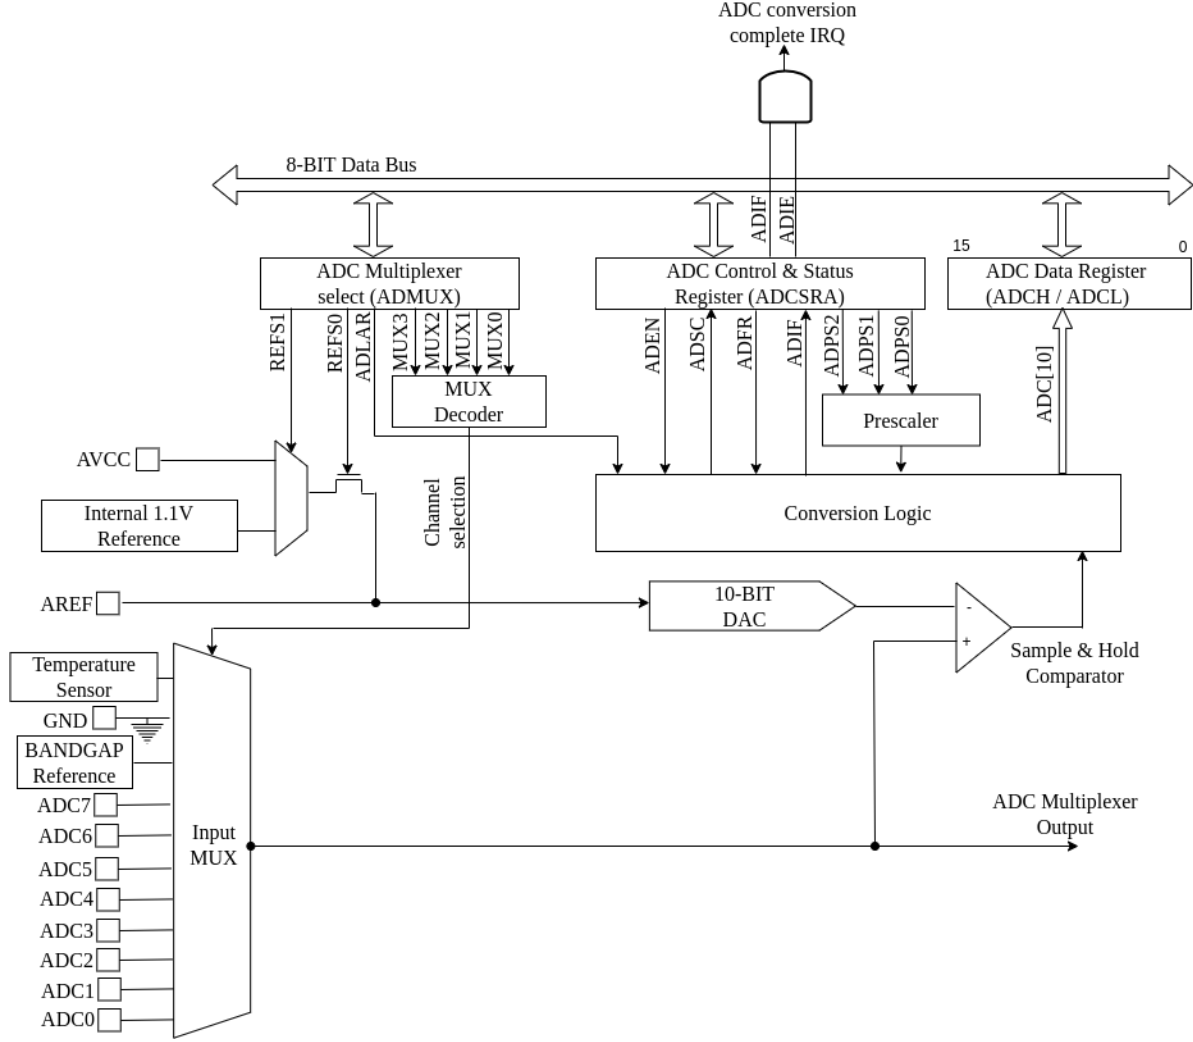 ADC conversion
complete IRQ
8-BIT Data Bus
ADIF
ADIE
15
0
ADC Multiplexer
select (ADMUX)
ADC Control & Status
Register (ADCSRA)
ADC Data Register
(ADCH / ADCL)
REFS1
REFS0
ADLAR
MUX3
MUX2
MUX1
MUX0
ADEN
ADSC
ADFR
ADIF
ADPS2
ADPS1
ADPS0
ADC[10]
MUX
Decoder
Prescaler
AVCC
Internal 1.1V
Reference
Channel
selection
Conversion Logic
AREF
10-BIT
DAC
-
+
Sample & Hold
Comparator
Temperature
Sensor
GND
BANDGAP
Reference
ADC7
ADC6
ADC5
ADC4
ADC3
ADC2
ADC1
ADC0
Input
MUX
ADC Multiplexer
Output